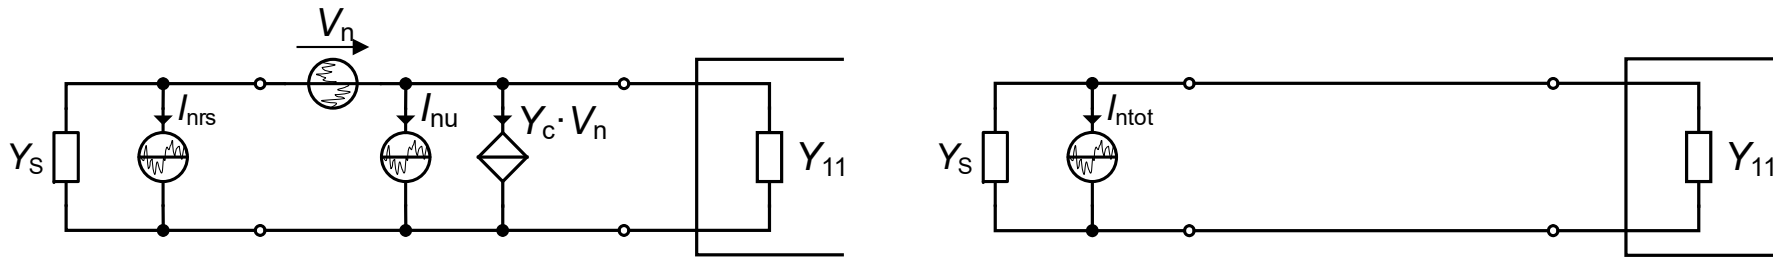 Vn
Inrs
Inu
Yc·Vn
YS
Y11
Intot
YS
Y11